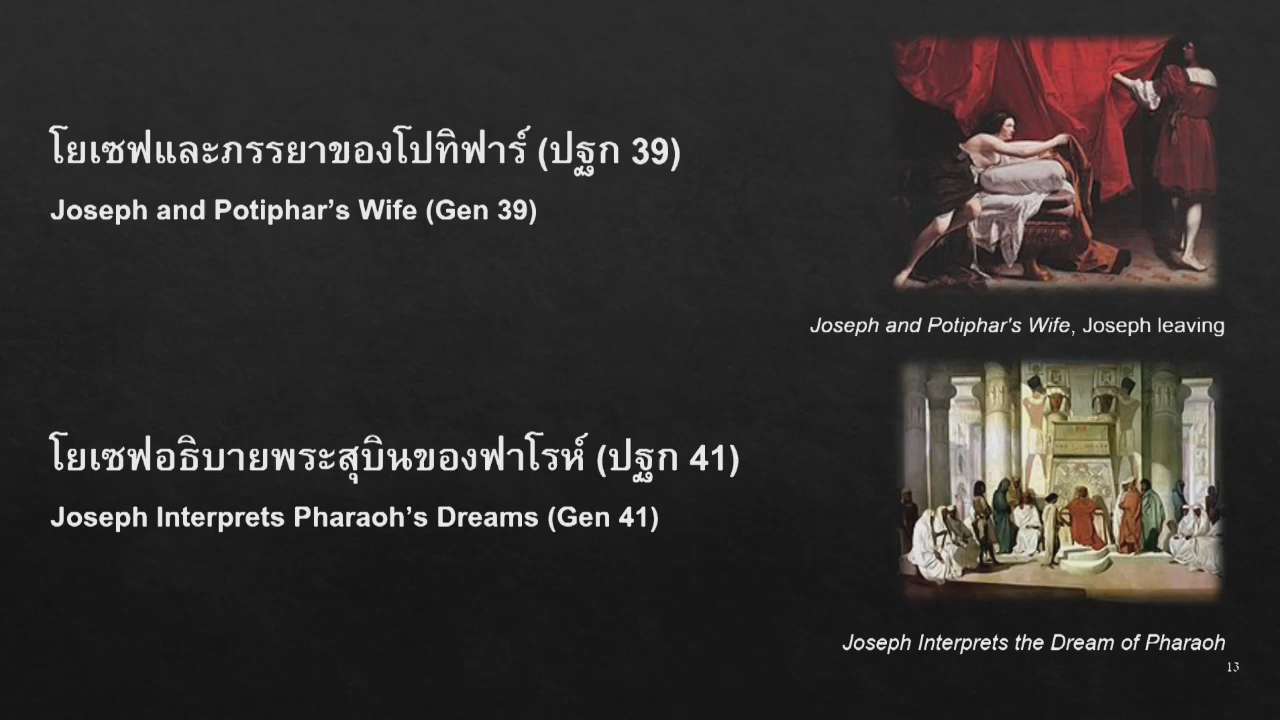 โยเซฟและภรรยาของโปทิฟาร์ (ปฐก 39)
Joseph and Potiphar’s Wife (Gen 39)
Joseph and Potiphar's Wife, Joseph leaving
โยเซฟอธิบายพระสุบินของฟาโรห์ (ปฐก 41)
Joseph Interprets Pharaoh’s Dreams (Gen 41)
Joseph Interprets the Dream of Pharaoh
13